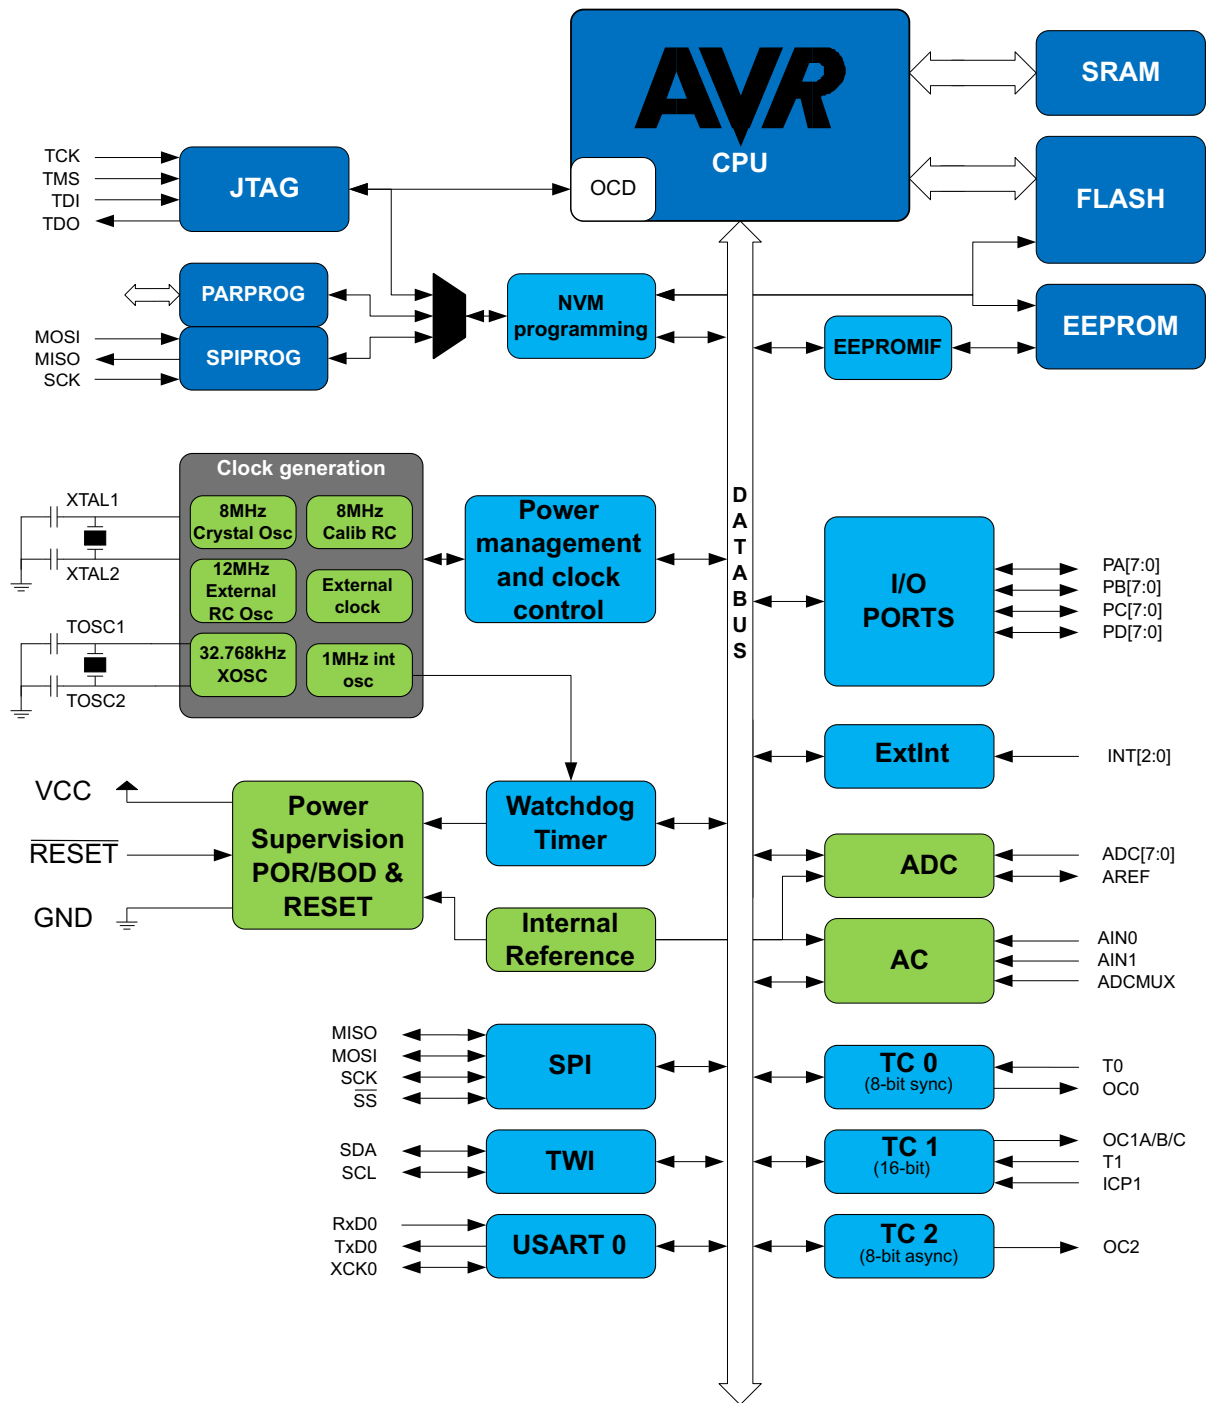 AVR
CPU
OCD
SRAM
FLASH
EEPROM
TCK
TMS
TDI
TDO
JTAG
PARPROG
MOSI
MISO
SCK
SPIPROG
NVM
programming
EEPROMIF
Clock generation
8MHz
Crystal Osc
8MHz
Calib RC
12MHz
External
RC Osc
External
clock
32.768kHz
XOSC
1MHz int
osc
XTAL1
XTAL2
TOSC1
TOSC2
Power
management
and clock
control
DATABUS
I/O
PORTS
PA[7:0]
PB[7:0]
PC[7:0]
PD[7:0]
ExtInt
INT[2:0]
VCC
RESET
GND
Power
Supervision
POR/BOD &
RESET
Watchdog
Timer
Internal
Reference
ADC
ADC[7:0]
AREF
AC
AIN0
AIN1
ADCMUX
MISO
MOSI
SCK
SS
SPI
TC 0
(8-bit sync)
T0
OC0
SDA
SCL
TWI
TC 1
(16-bit)
OC1A/B/C
T1
ICP1
RxD0
TxD0
XCK0
USART 0
TC 2
(8-bit async)
OC2